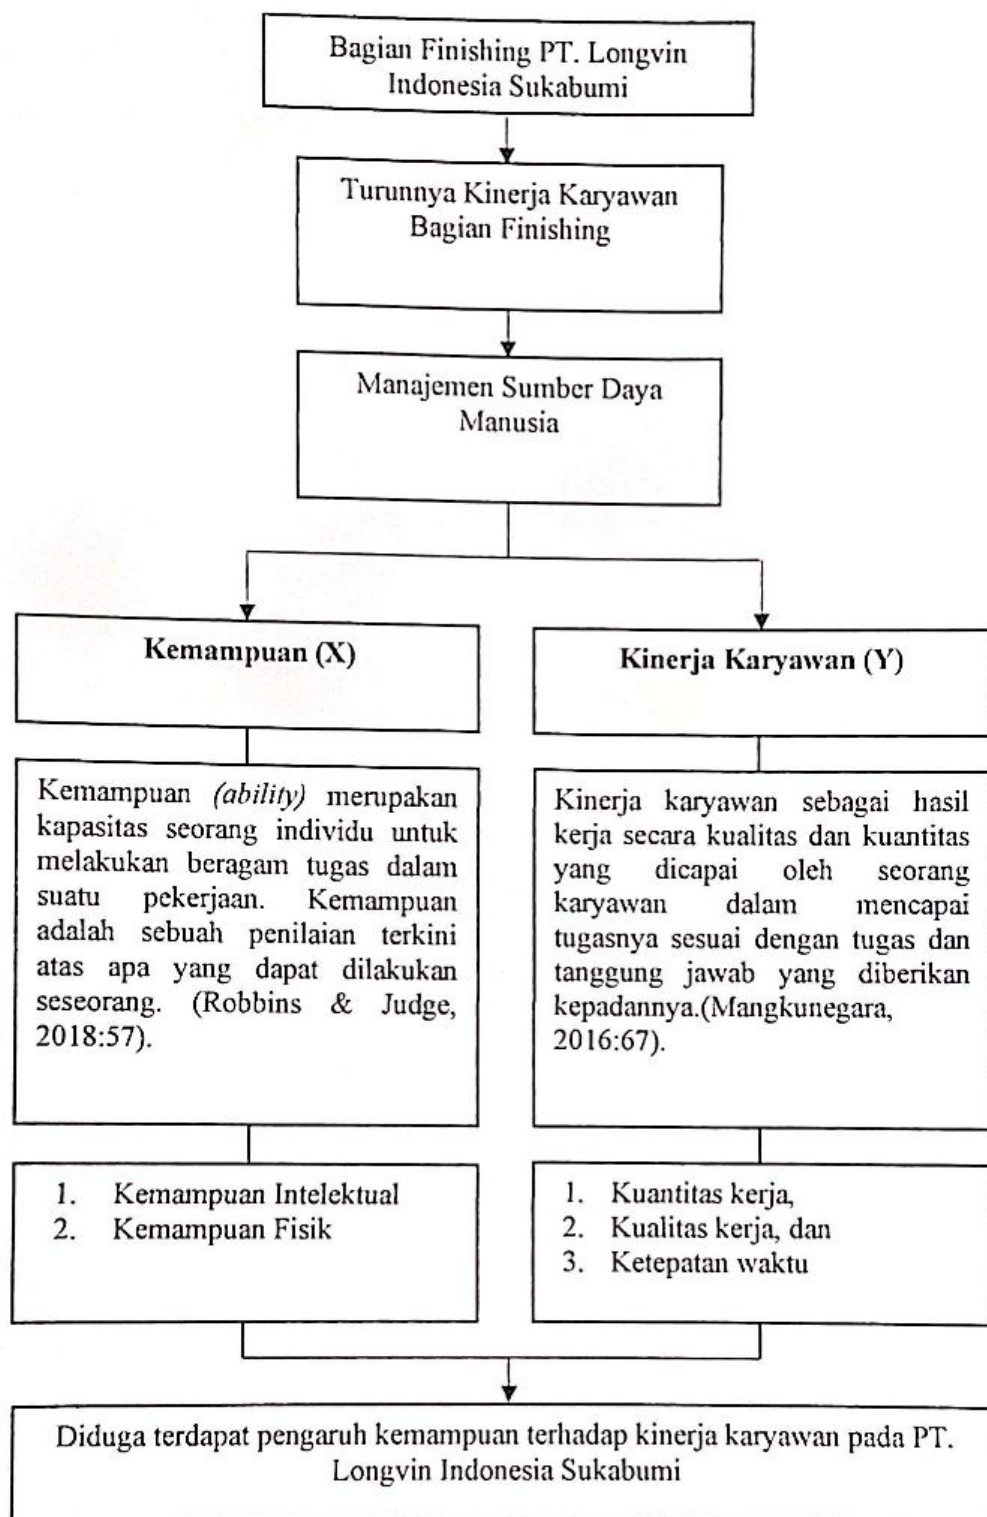 Bagian Finishing PT. Longvin
Indonesia Sukabumi
Turunnya Kinerja Karyawan
Bagian Finishing
Manajemen Sumber Daya
Manusia
Kemampuan (X)
Kemampuan (ability) merupakan
kapasitas seorang individu untuk
melakukan beragam tugas dalam
suatu pekerjaan. Kemampuan
adalah sebuah penilaian terkini
atas apa yang dapat dilakukan
seseorang. (Robbins & Judge,
2018:57).
1. Kemampuan Intelektual
2. Kemampuan Fisik
Kinerja Karyawan (Y)
Kinerja karyawan sebagai hasil
kerja secara kualitas dan kuantitas
yang dicapai oleh seorang
karyawan dalam mencapai
tugasnya sesuai dengan tugas dan
tanggung jawab yang diberikan
kepadannya.(Mangkunegara,
2016:67).
1. Kuantitas kerja,
2. Kualitas kerja, dan
3. Ketepatan waktu
Diduga terdapat pengaruh kemampuan terhadap kinerja karyawan pada PT.
Longvin Indonesia Sukabumi